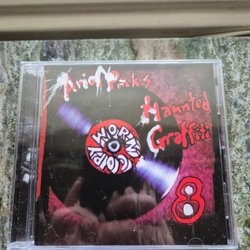 Ariel Pink's
Haunted
Graffiti
WORN
COPY
8